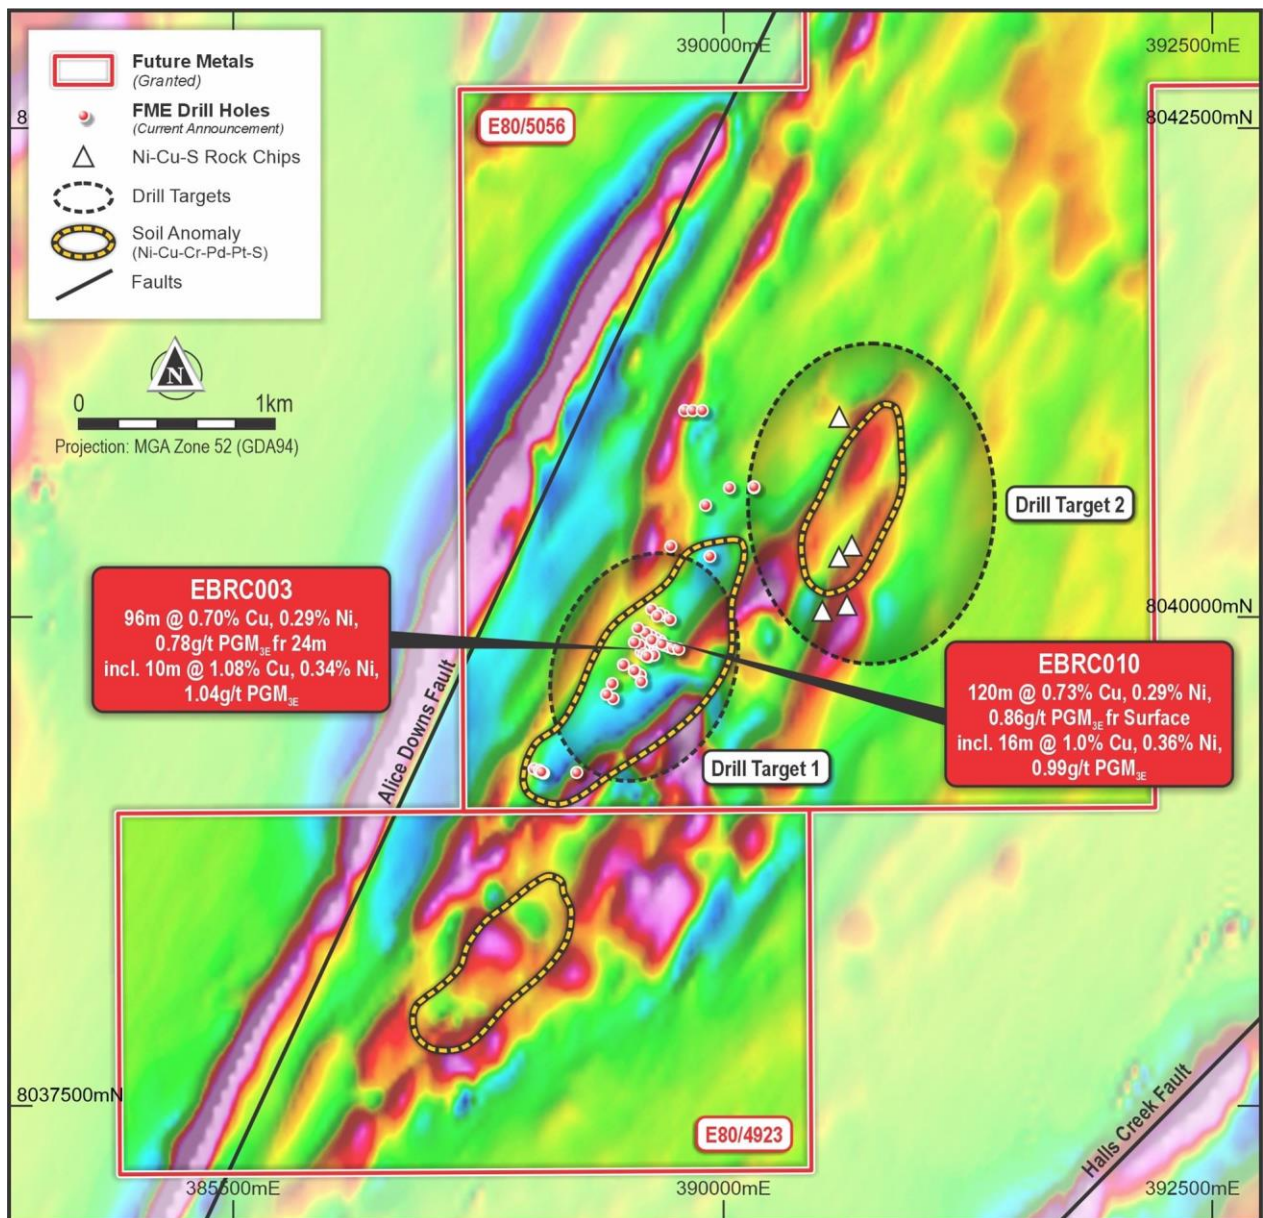 390000mE
392500mE
Future Metals
(Granted)
FME Drill Holes
(Current Announcement)
Ni-Cu-S Rock Chips
Drill Targets
Soil Anomaly
(Ni-Cu-Cr-Pd-Pt-S)
Faults
8
8042500mN
E80/5056
N
0 1km
Projection: MGA Zone 52 (GDA94)
Drill Target 2
EBRC003
96m @ 0.70% Cu, 0.29% Ni,
0.78g/t PGM3E fr 24m
incl. 10m @ 1.08% Cu, 0.34% Ni,
1.04g/t PGM3E
8040000mN
EBRC010
120m @ 0.73% Cu, 0.29% Ni,
0.86g/t PGM3E fr Surface
incl. 16m @ 1.0% Cu, 0.36% Ni,
0.99g/t PGM3E
Alice Downs Fault
Drill Target 1
8037500mN
E80/4923
Halls Creek Fault
385500mE
390000mE
392500mE